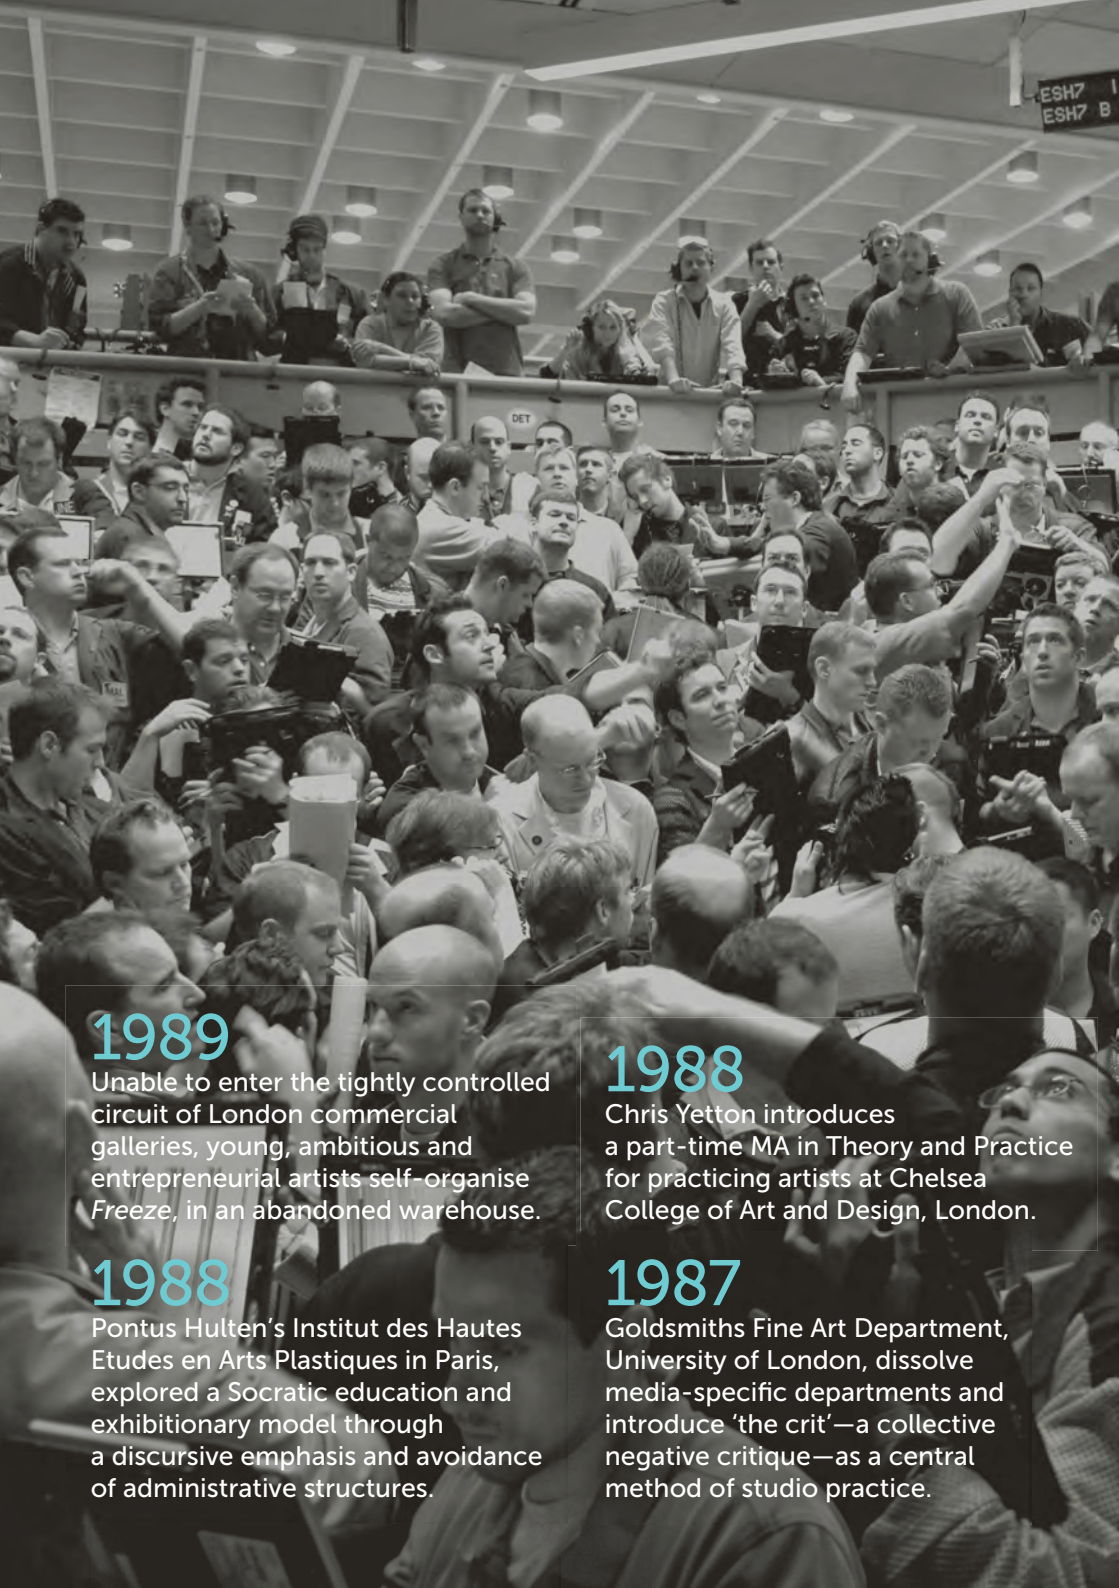 ESH7 I
ESH7 B
DET
1989
Unable to enter the tightly controlled
circuit of London commercial
galleries, young, ambitious and
entrepreneurial artists self-organise
Freeze, in an abandoned warehouse.
1988
Pontus Hulten’s Institut des Hautes
Etudes en Arts Plastiques in Paris,
explored a Socratic education and
exhibitionary model through
a discursive emphasis and avoidance
of administrative structures.
1988
Chris Yetton introduces
a part-time MA in Theory and Practice
for practicing artists at Chelsea
College of Art and Design, London.
1987
Goldsmiths Fine Art Department,
University of London, dissolve
media-specific departments and
introduce ‘the crit’—a collective
negative critique—as a central
method of studio practice.